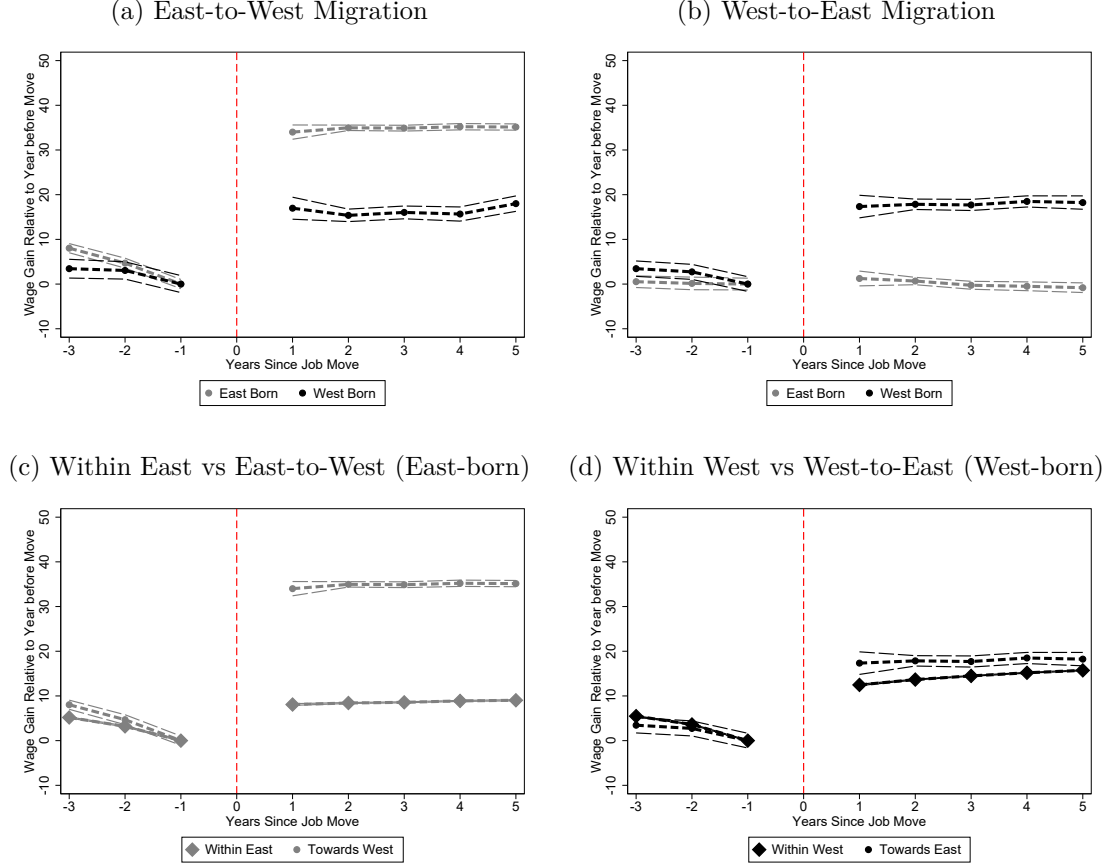 (a) East-to-West Migration
(b) West-to-East Migration
Wage Gain Relative to Year before Move
50
40
30
20
10
0
-10
-3 -2 -1 0 1 2 3 4 5
Years Since Job Move
East Born West Born
Wage Gain Relative to Year before Move
50
40
30
20
10
0
-10
-3 -2 -1 0 1 2 3 4 5
Years Since Job Move
East Born West Born
(c) Within East vs East-to-West (East-born)
(d) Within West vs West-to-East (West-born)
Wage Gain Relative to Year before Move
50
40
30
20
10
0
-10
-3 -2 -1 0 1 2 3 4 5
Years Since Job Move
Within East Towards West
Wage Gain Relative to Year before Move
50
40
30
20
10
0
-10
-3 -2 -1 0 1 2 3 4 5
Years Since Job Move
Within West Towards East